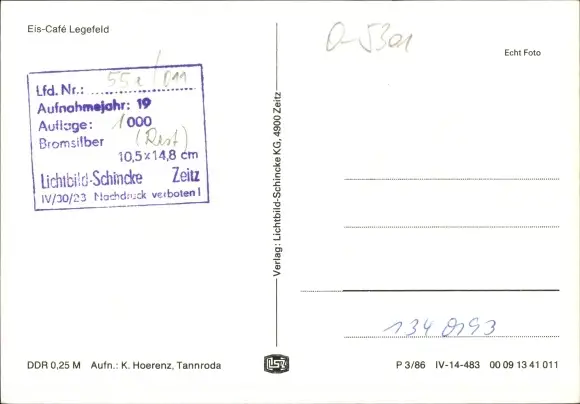 Eis-Café Legefeld
D-5301
Echt Foto
Lfd. Nr.: 551/011
Aufnahmejahr: 19
Auflage: 1000
Bromsilber (Rest)
10,5 x 14,8 cm
Lichtbild-Schincke Zeitz
IV/30/23 Nachdruck verboten!
Verlag: Lichtbild-Schincke KG, 4900 Zeitz
134 0193
DDR 0,25 M Aufn.: K. Hoerenz, Tannroda
P 3/86 IV-14-483 00 09 13 41 011